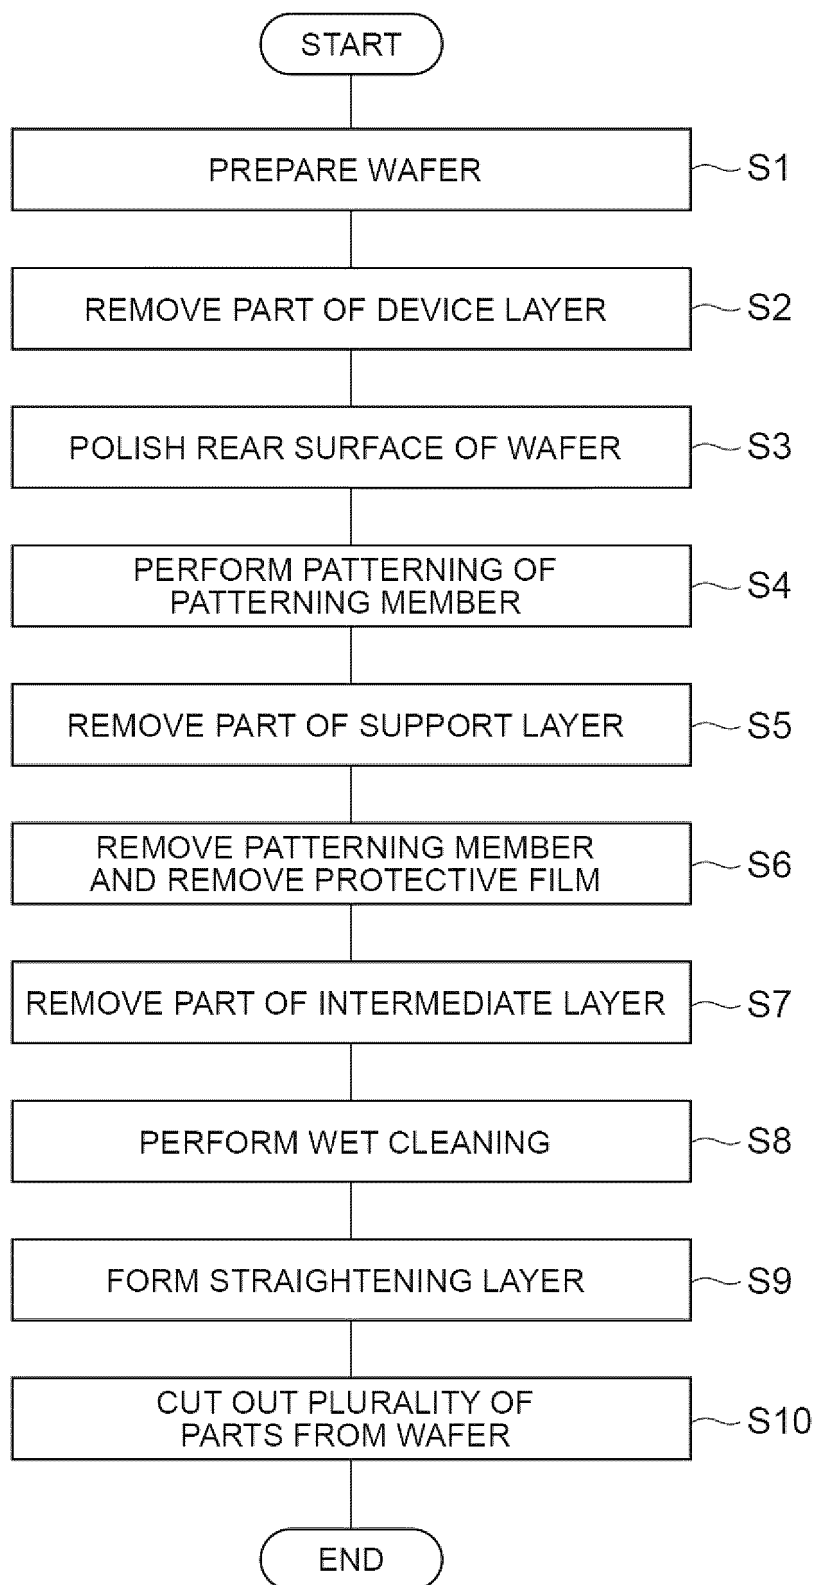 START
PREPARE WAFER
S1
REMOVE PART OF DEVICE LAYER
S2
POLISH REAR SURFACE OF WAFER
S3
PERFORM PATTERNING OF
PATTERNING MEMBER
S4
REMOVE PART OF SUPPORT LAYER
S5
REMOVE PATTERNING MEMBER
AND REMOVE PROTECTIVE FILM
S6
REMOVE PART OF INTERMEDIATE LAYER
S7
PERFORM WET CLEANING
S8
FORM STRAIGHTENING LAYER
S9
CUT OUT PLURALITY OF
PARTS FROM WAFER
S10
END